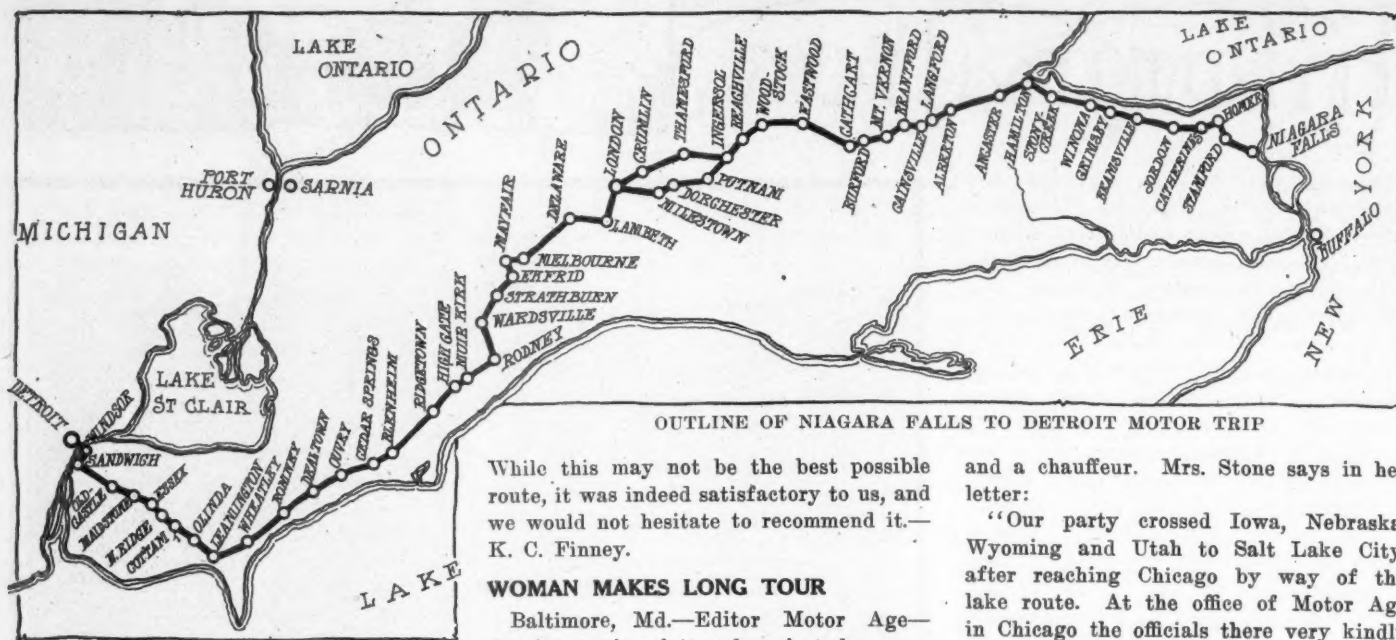 LAKE
ONTARIO
ONTARIO
PORT
HURON
SARNIA
MICHIGAN
DETROIT
WINDSOR
SANDWICH
LAKE
ST CLAIR
MAIDSTONE
ESSEX
N.RIDGE
COTTAM
OLINDA
LEAMINGTON
WHEATLEY
ROMNEY
DEALTOWN
OUVRY
CEDAR SPRINGS
BLENHEIM
RIDGETOWN
HIGHGATE
MUIR KIRK
RODNEY
WARDSVILLE
STRATHBURN
EKFRID
MELBOURNE
MAYFAIR
DELAWARE
LAMBETH
LONDON
CRUMLIN
THAMESFORD
NILESTOWN
DORCHESTER
PUTNAM
INGERSOL
BEACHVILLE
WOOD-
STOCK
EASTWOOD
CATHGART
BURFORD
MT. VERNON
BRANTFORD
CAINSVILLE
LANGFORD
ALBERTON
ANCASTER
HAMILTON
STONY-
CREEK
WINONA
GRIMSBY
BEAMSVILLE
JORDON
CATHERINES
HOMER
STAMFORD
NIAGARA
FALLS
LAKE
ONTARIO
NEW YORK
BUFFALO
LAKE ERIE
OUTLINE OF NIAGARA FALLS TO DETROIT MOTOR TRIP
While this may not be the best possible
route, it was indeed satisfactory to us, and
we would not hesitate to recommend it.—
K. C. Finney.
WOMAN MAKES LONG TOUR
Baltimore, Md.—Editor Motor Age—
and a chauffeur. Mrs. Stone says in he
letter:
"Our party crossed Iowa, Nebraska
Wyoming and Utah to Salt Lake City
after reaching Chicago by way of th
lake route. At the office of Motor Ag
in Chicago the officials there very kindl